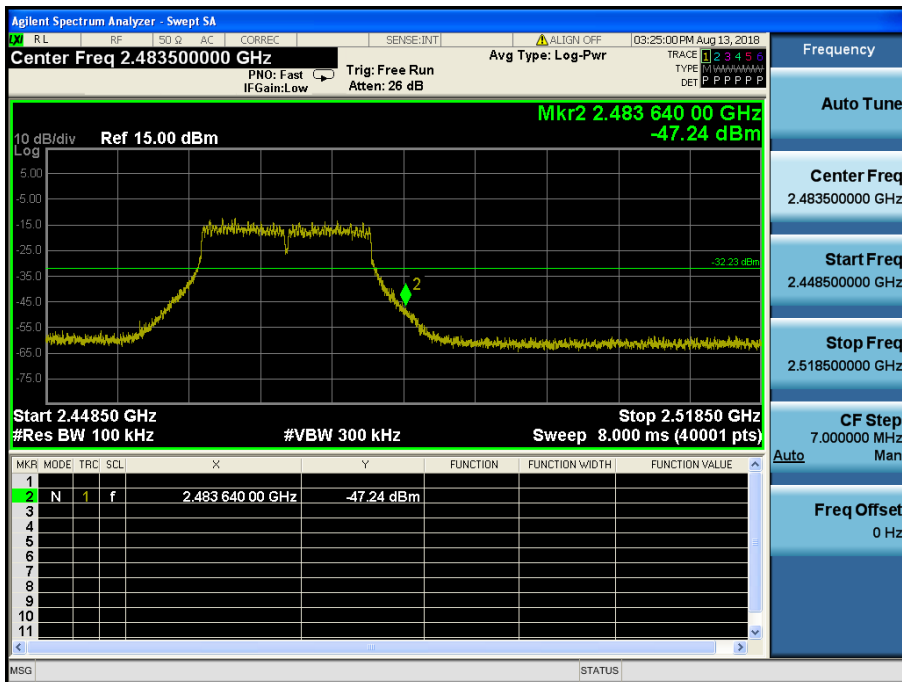 Agilent Spectrum Analyzer - Swept SA
LXI RL RF 50 Ω AC CORREC SENSE:INT ALIGN OFF 03:25:00 PM Aug 13, 2018
Center Freq 2.483500000 GHz
PNO: Fast
IFGain:Low
Trig: Free Run
Atten: 26 dB
Avg Type: Log-Pwr
TRACE 1 2 3 4 5 6
TYPE MWWWWW
DET P P P P P P
Mkr2 2.483 640 00 GHz
-47.24 dBm
10 dB/div Ref 15.00 dBm
Log
5.00
-5.00
-15.0
-25.0
-32.23 dBm
-35.0
2
-45.0
-55.0
-65.0
-75.0
Start 2.44850 GHz Stop 2.51850 GHz
#Res BW 100 kHz #VBW 300 kHz Sweep 8.000 ms (40001 pts)
MKR MODE TRC SCL X Y FUNCTION FUNCTION WIDTH FUNCTION VALUE
1
2 N 1 f 2.483 640 00 GHz -47.24 dBm
3
4
5
6
7
8
9
10
11
MSG STATUS
Frequency
Auto Tune
Center Freq
2.483500000 GHz
Start Freq
2.448500000 GHz
Stop Freq
2.518500000 GHz
CF Step
7.000000 MHz
Auto Man
Freq Offset
0 Hz